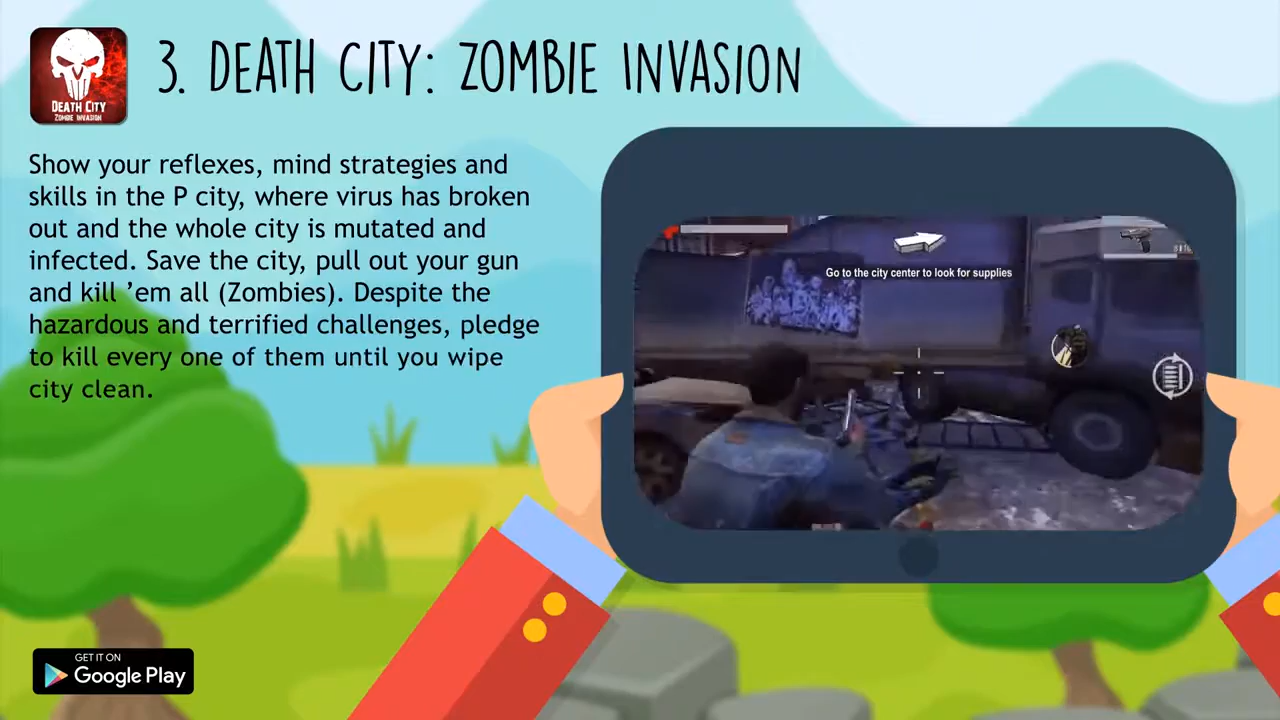 DEATH CITY
ZOMBIE INVASION
3. DEATH CITY: ZOMBIE INVASION
Show your reflexes, mind strategies and
skills in the P city, where virus has broken
out and the whole city is mutated and
infected. Save the city, pull out your gun
and kill ’em all (Zombies). Despite the
hazardous and terrified challenges, pledge
to kill every one of them until you wipe
city clean.
Go to the city center to look for supplies
GET IT ON
Google Play